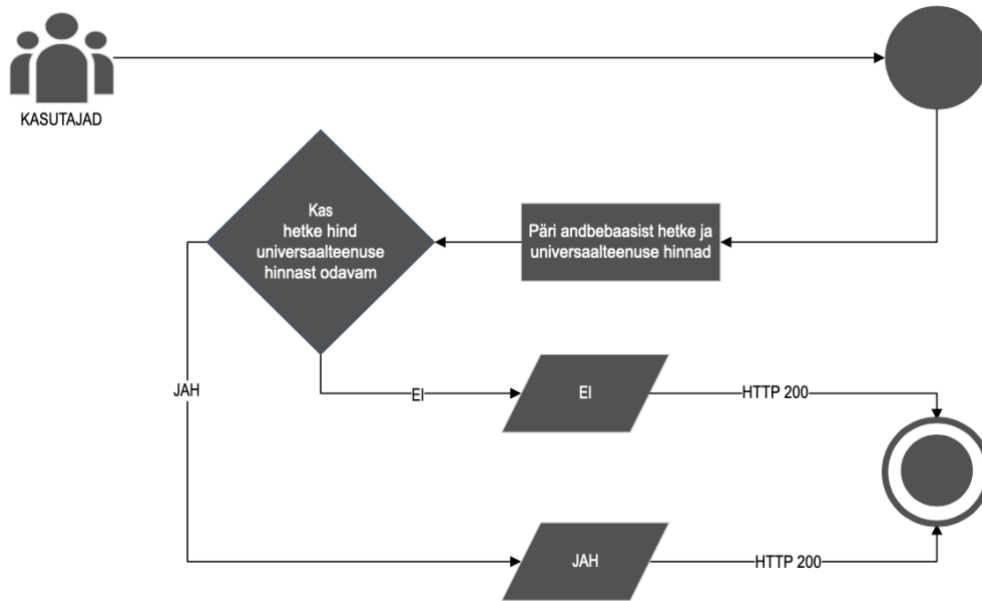 KASUTAJAD
Kas
hetke hind
universaalteenuse
hinnast odavam
Päri andbebaasist hetke ja
universaalteenuse hinnad
JAH
EI
EI
HTTP 200
JAH
HTTP 200